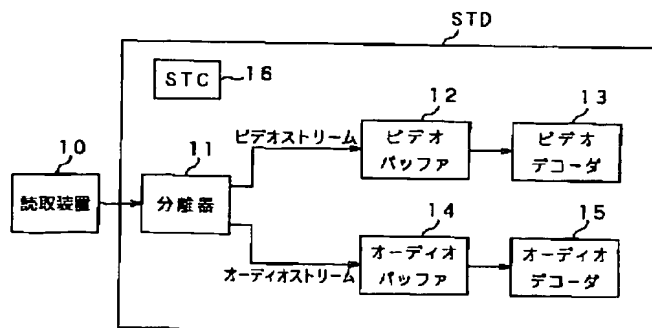 STD
STC
16
12
13
ビデオストリーム
ビデオ
バッファ
ビデオ
デコーダ
10
11
読取装置
分離器
14
15
オーディオストリーム
オーディオ
バッファ
オーディオ
デコーダ